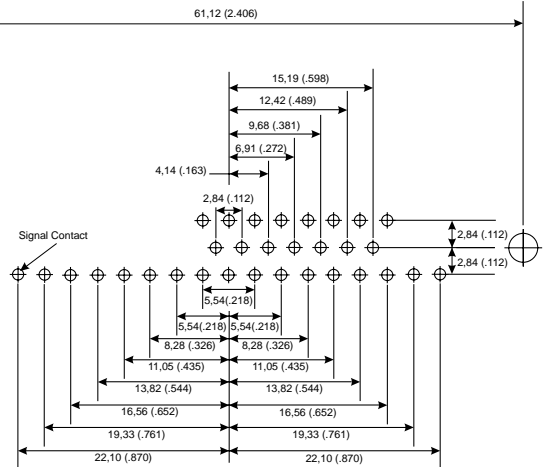 61,12 (2.406)
15,19 (.598)
12,42 (.489)
9,68 (.381)
6,91 (.272)
4,14 (.163)
2,84 (.112)
Signal Contact
2,84 (.112)
2,84 (.112)
5,54(.218)
5,54(.218) 5,54(.218)
8,28 (.326) 8,28 (.326)
11,05 (.435) 11,05 (.435)
13,82 (.544) 13,82 (.544)
16,56 (.652) 16,56 (.652)
19,33 (.761) 19,33 (.761)
22,10 (.870) 22,10 (.870)